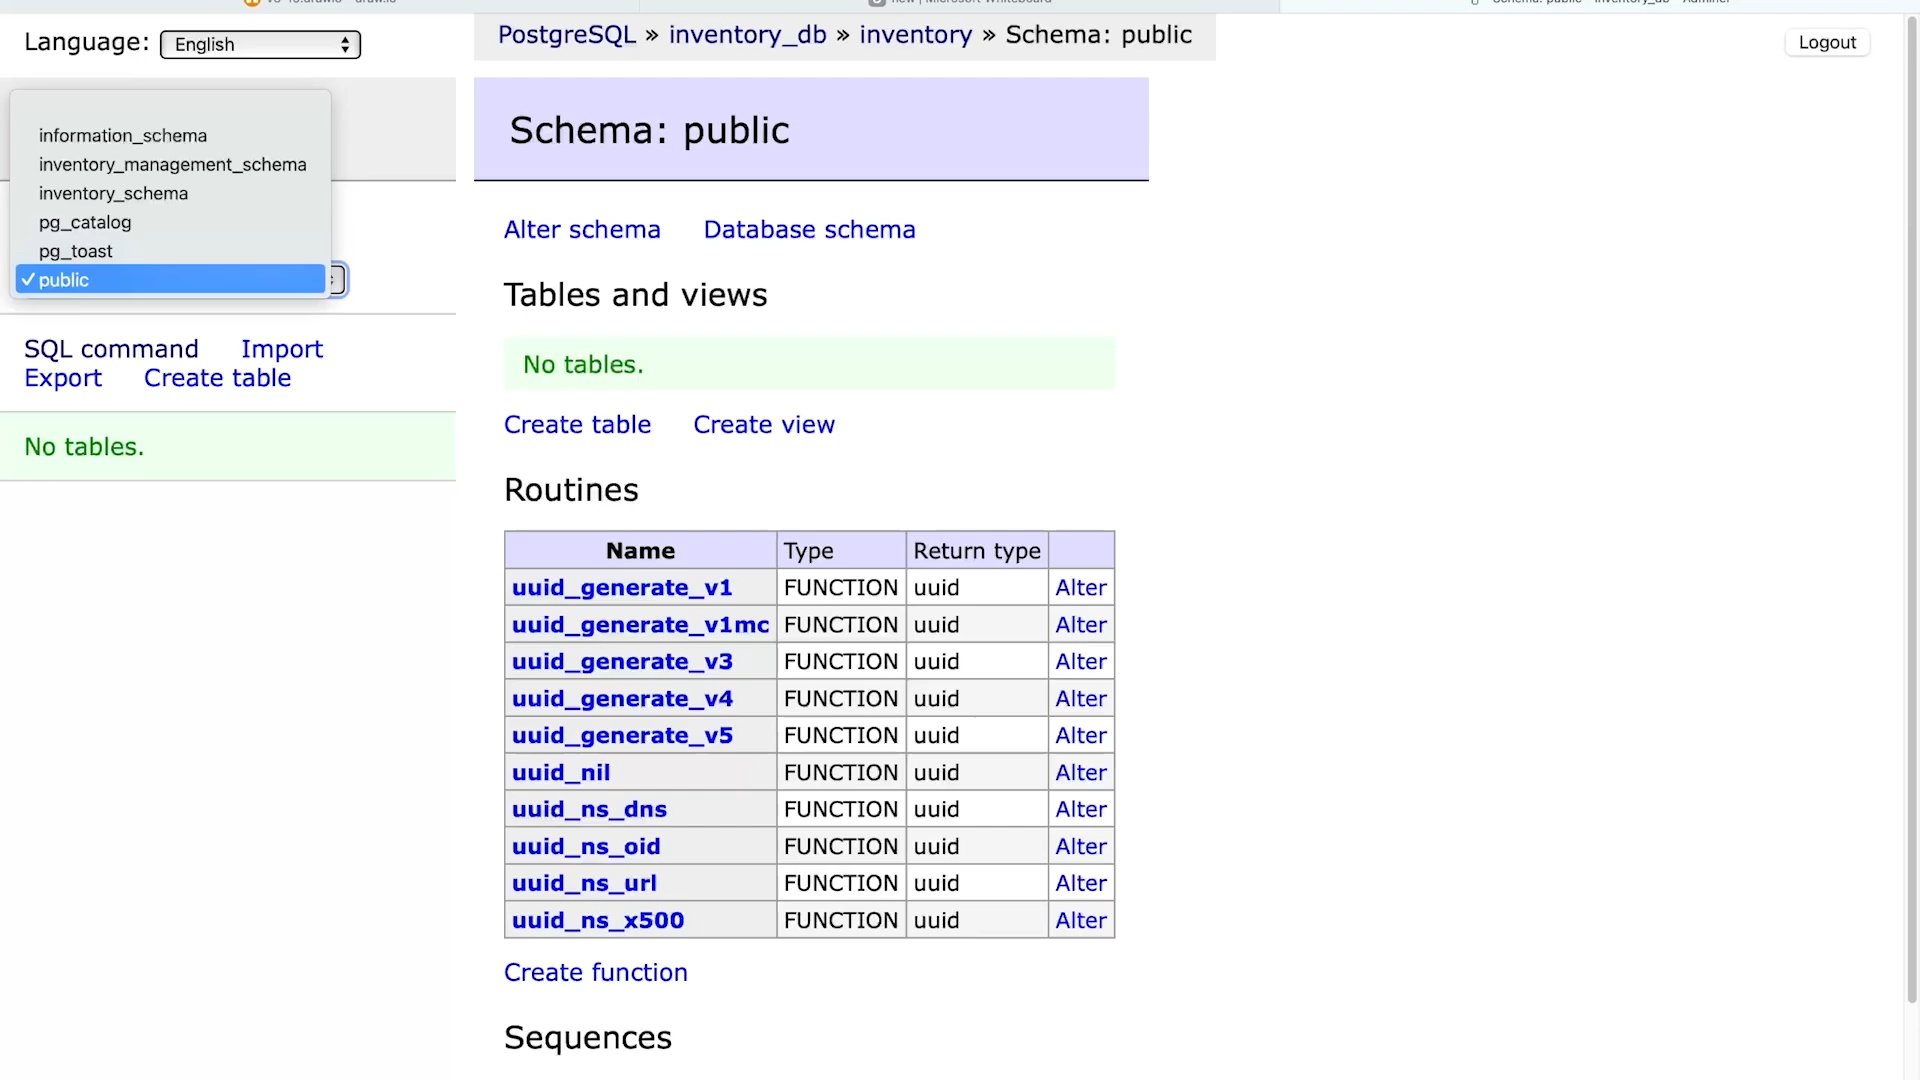 Language: English
PostgreSQL » inventory_db » inventory » Schema: public
Logout
information_schema
inventory_management_schema
inventory_schema
pg_catalog
pg_toast
✓ public
SQL command Import
Export Create table
No tables.
Schema: public
Alter schema Database schema
Tables and views
No tables.
Create table Create view
Routines
Name Type Return type
uuid_generate_v1 FUNCTION uuid Alter
uuid_generate_v1mc FUNCTION uuid Alter
uuid_generate_v3 FUNCTION uuid Alter
uuid_generate_v4 FUNCTION uuid Alter
uuid_generate_v5 FUNCTION uuid Alter
uuid_nil FUNCTION uuid Alter
uuid_ns_dns FUNCTION uuid Alter
uuid_ns_oid FUNCTION uuid Alter
uuid_ns_url FUNCTION uuid Alter
uuid_ns_x500 FUNCTION uuid Alter
Create function
Sequences